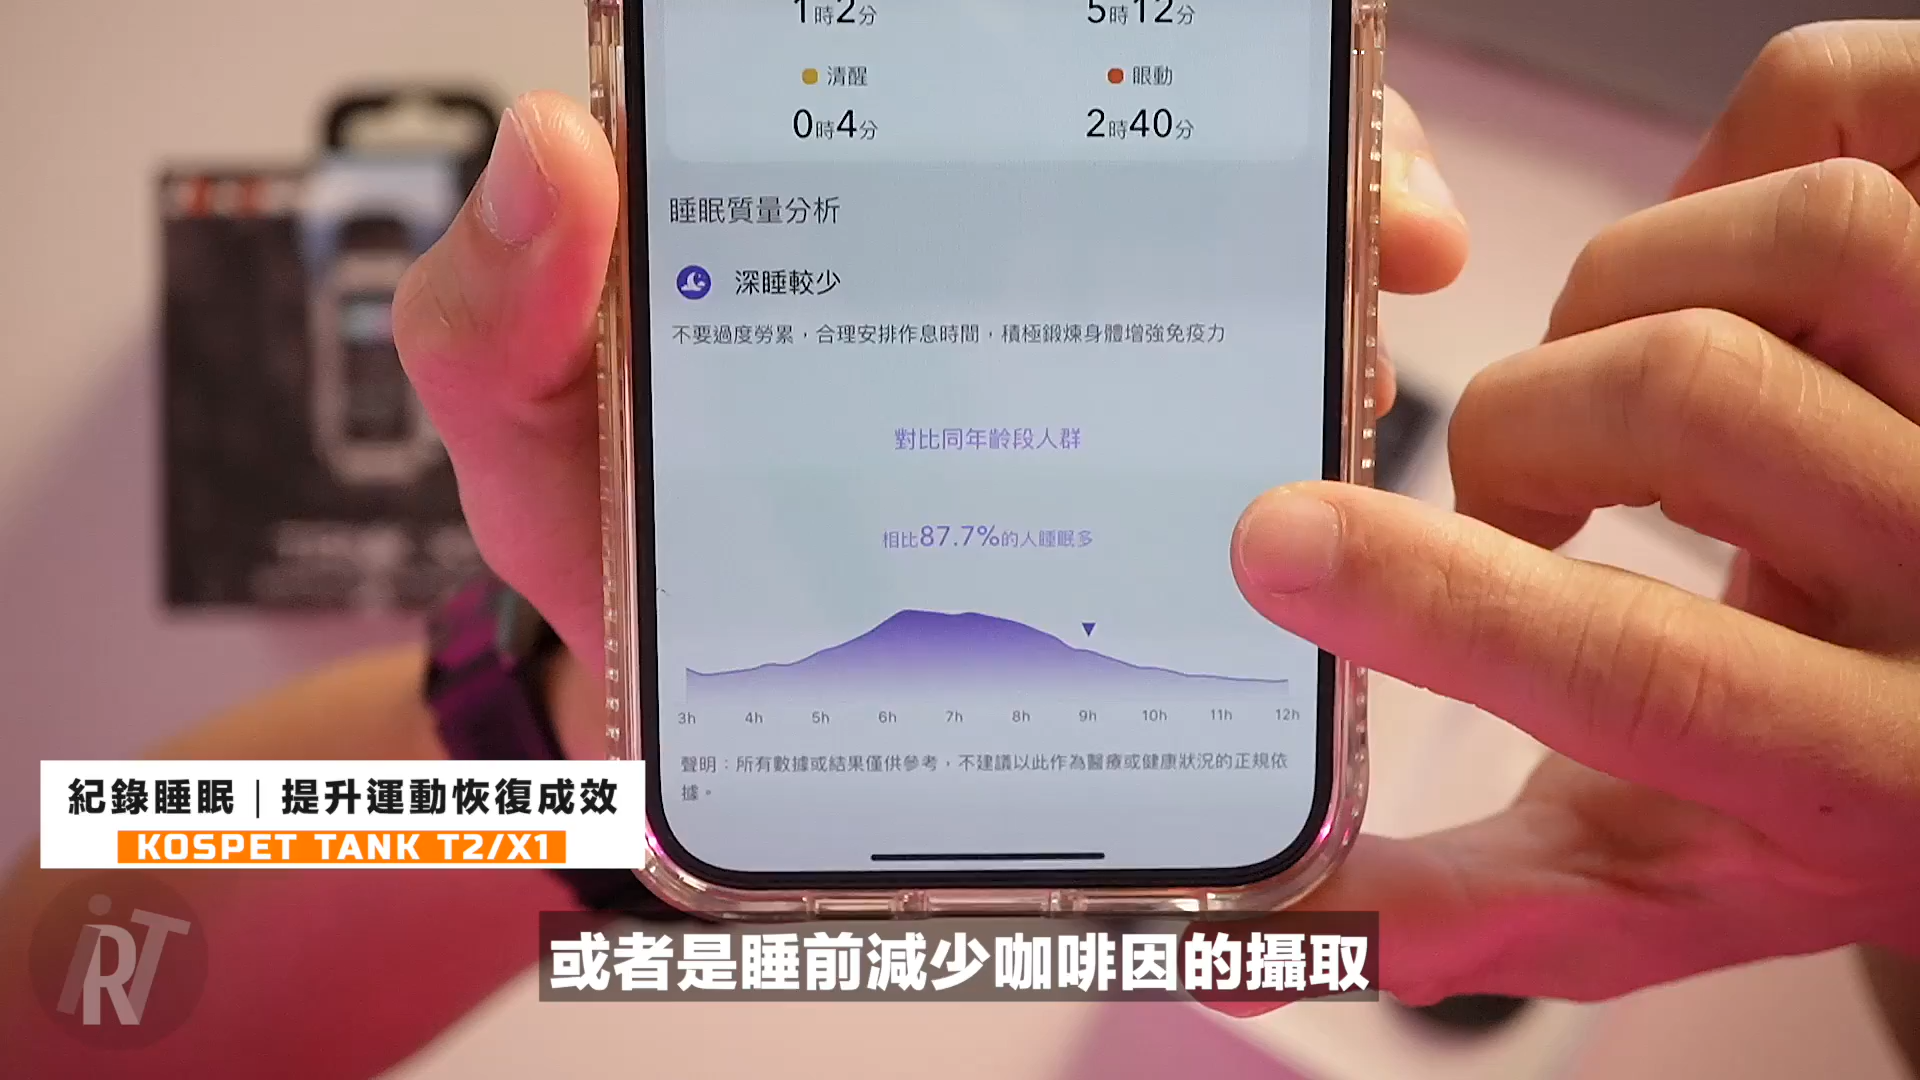 1時2分
5時12分
清醒
眼動
0時4分
2時40分
睡眠質量分析
深睡較少
不要過度勞累，合理安排作息時間，積極鍛煉身體增強免疫力
對比同年齡段人群
相比87.7%的人睡眠多
3h 4h 5h 6h 7h 8h 9h 10h 11h 12h
聲明：所有數據或結果僅供參考，不建議以此作為醫療或健康狀況的正規依
據。
紀錄睡眠｜提升運動恢復成效
KOSPET TANK T2/X1
iRT
或者是睡前減少咖啡因的攝取